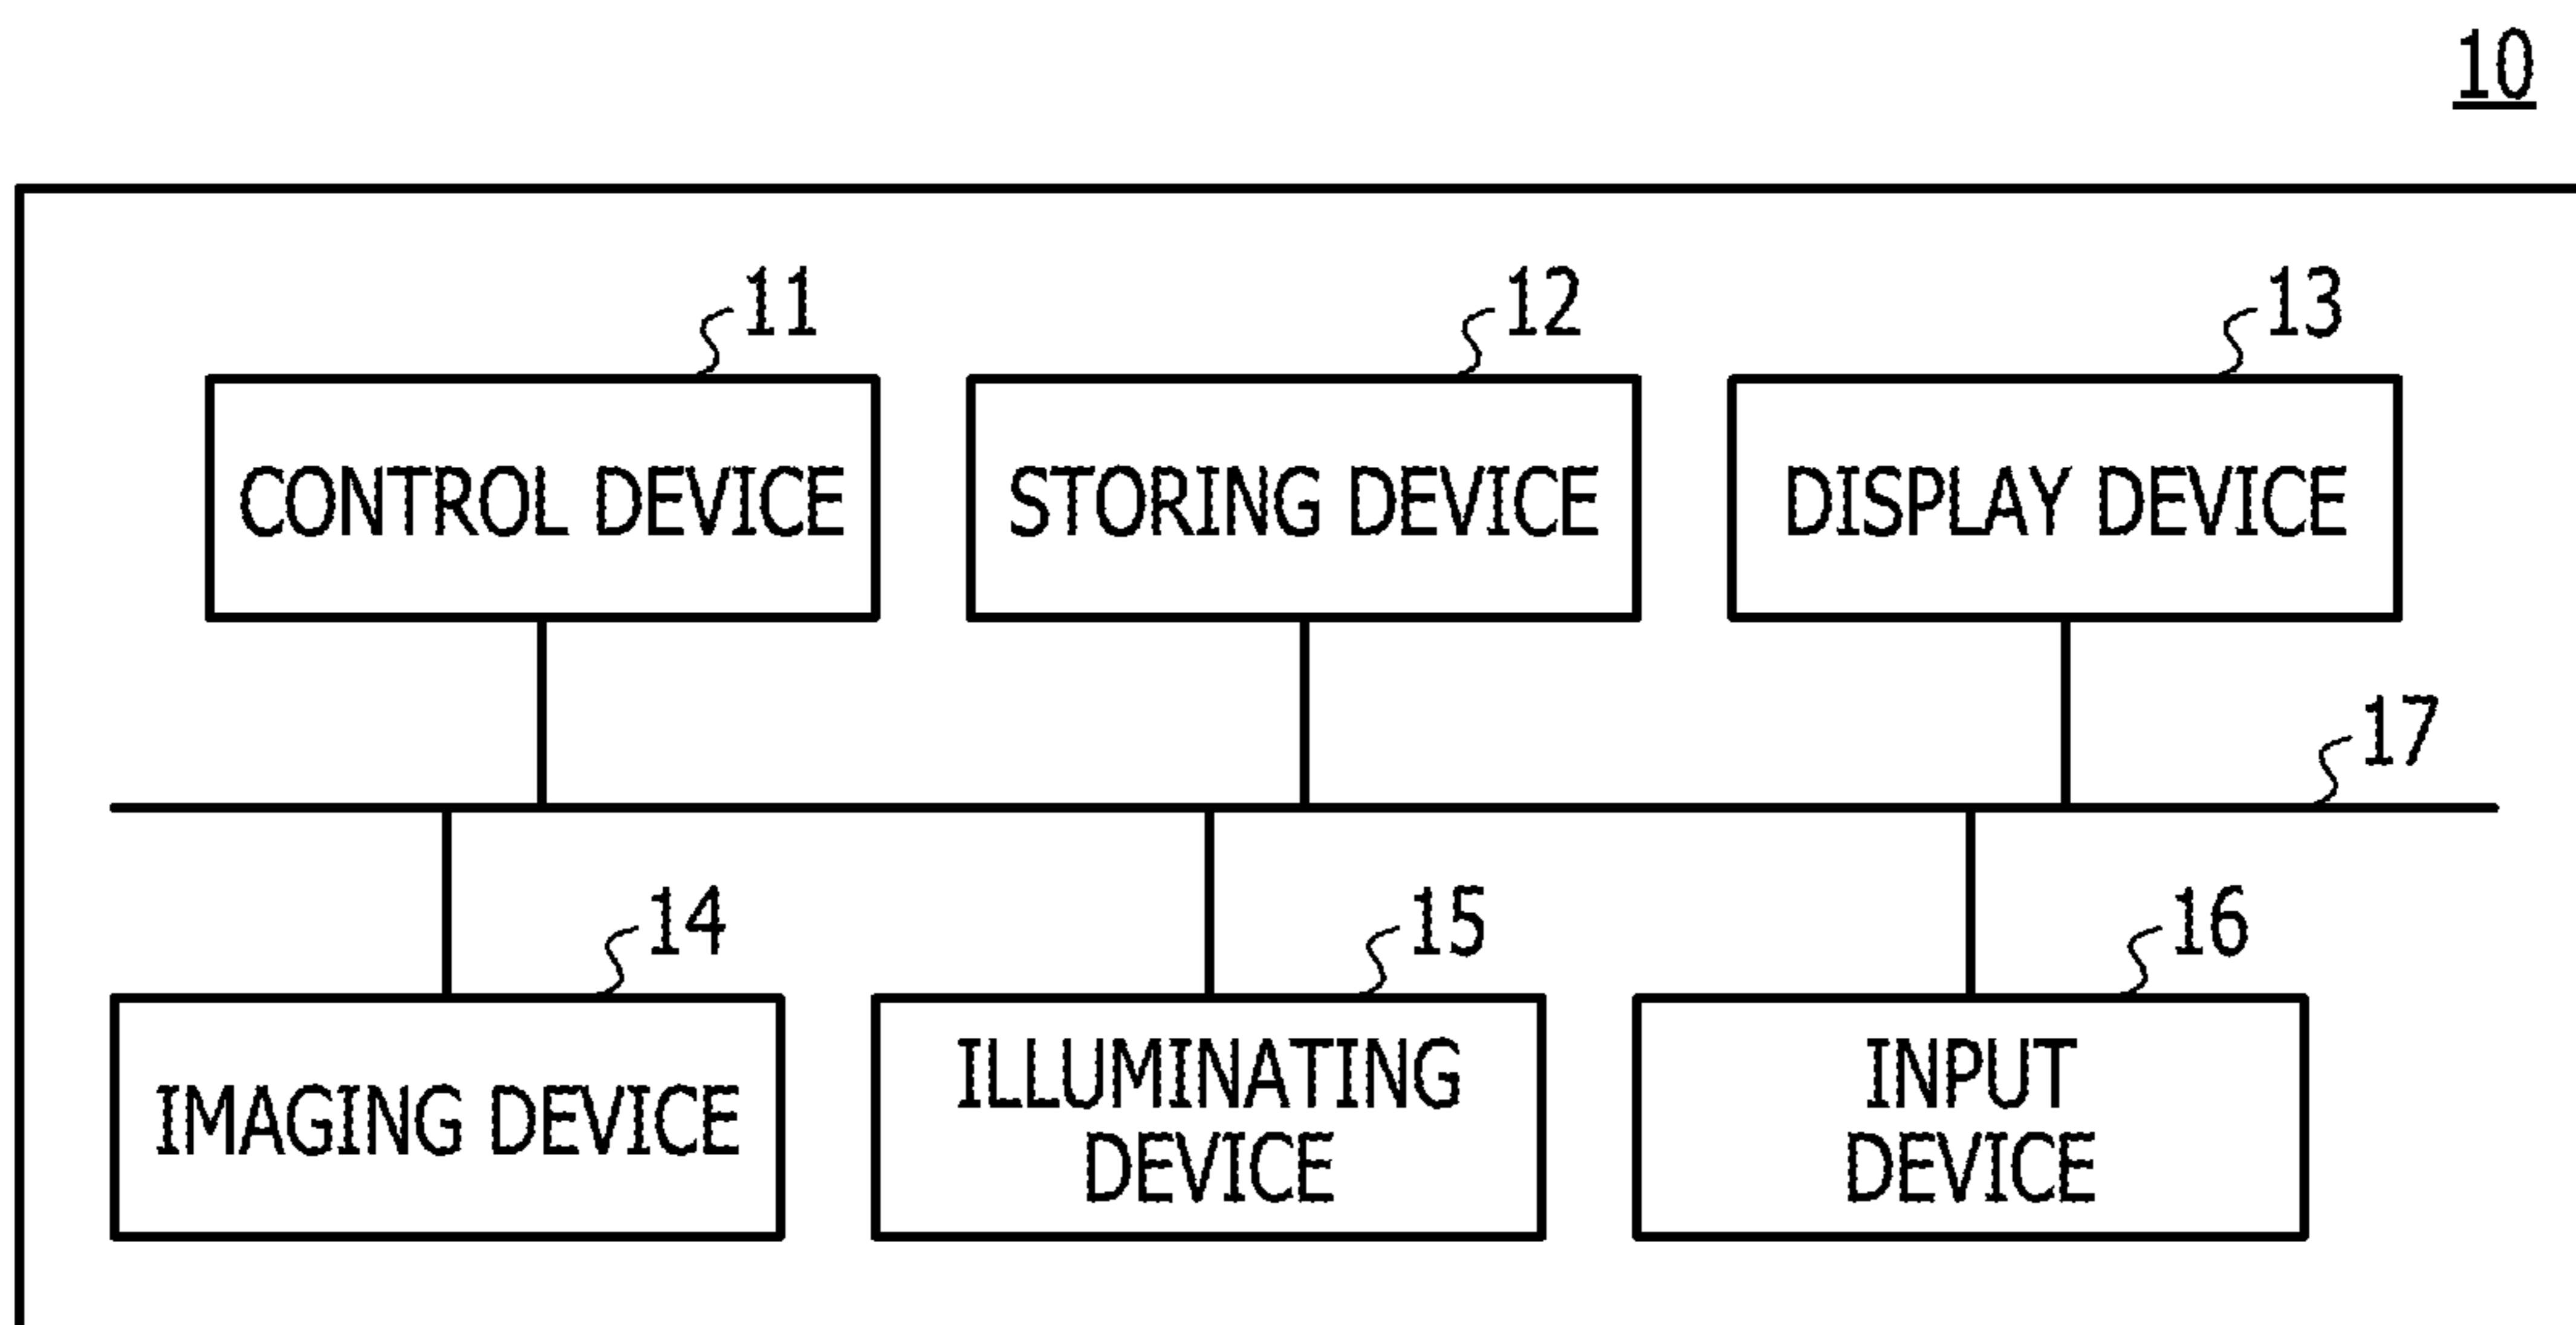 10
11
12
13
CONTROL DEVICE
STORING DEVICE
DISPLAY DEVICE
17
14
15
16
IMAGING DEVICE
ILLUMINATING
DEVICE
INPUT
DEVICE